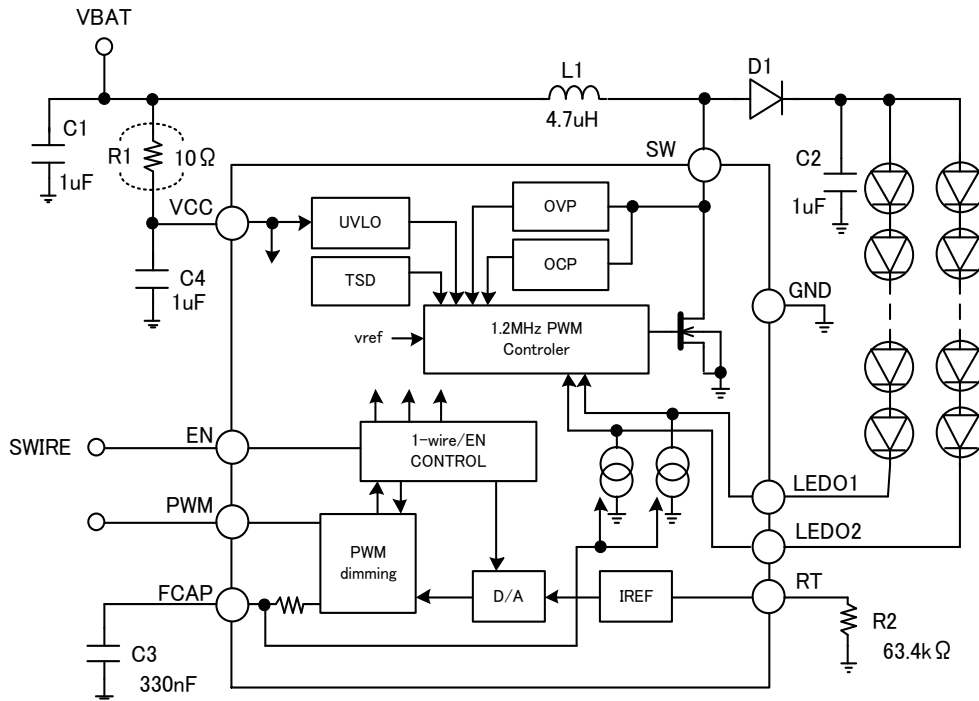 VBAT
L1
4.7uH
D1
C1
1uF
R1
10Ω
SW
C2
1uF
VCC
UVLO
OVP
TSD
OCP
C4
1uF
GND
vref
1.2MHz PWM
Controler
EN
SWIRE
1-wire/EN
CONTROL
LEDO1
PWM
LEDO2
PWM
dimming
FCAP
D/A
IREF
RT
R2
63.4kΩ
C3
330nF